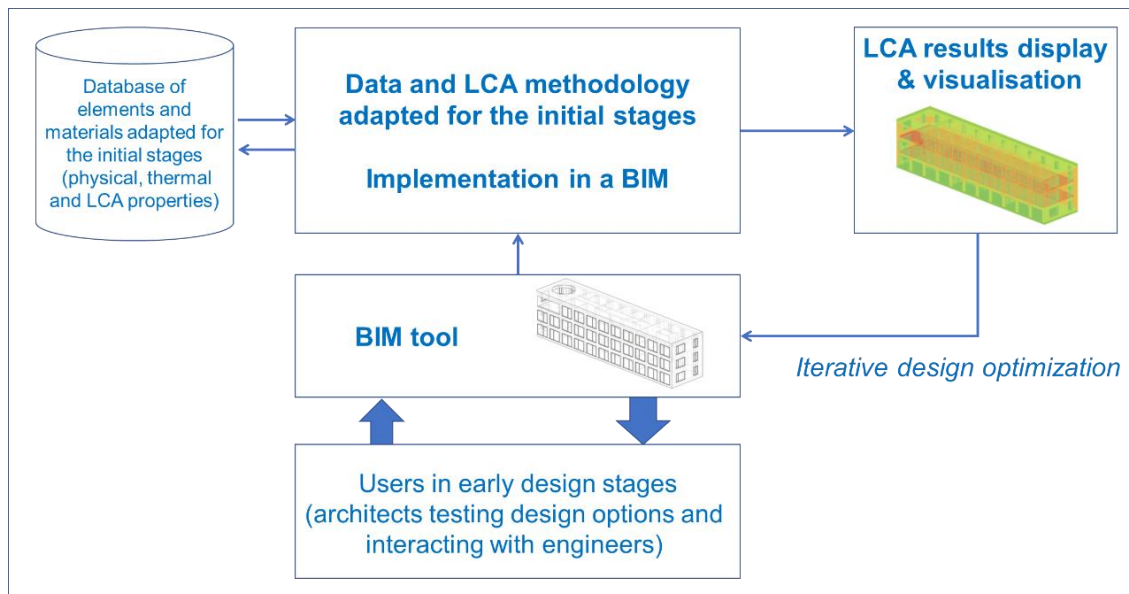 Database of
elements and
materials adapted for
the initial stages
(physical, thermal
and LCA properties)
Data and LCA methodology
adapted for the initial stages
Implementation in a BIM
LCA results display
& visualisation
BIM tool
Iterative design optimization
Users in early design stages
(architects testing design options and
interacting with engineers)